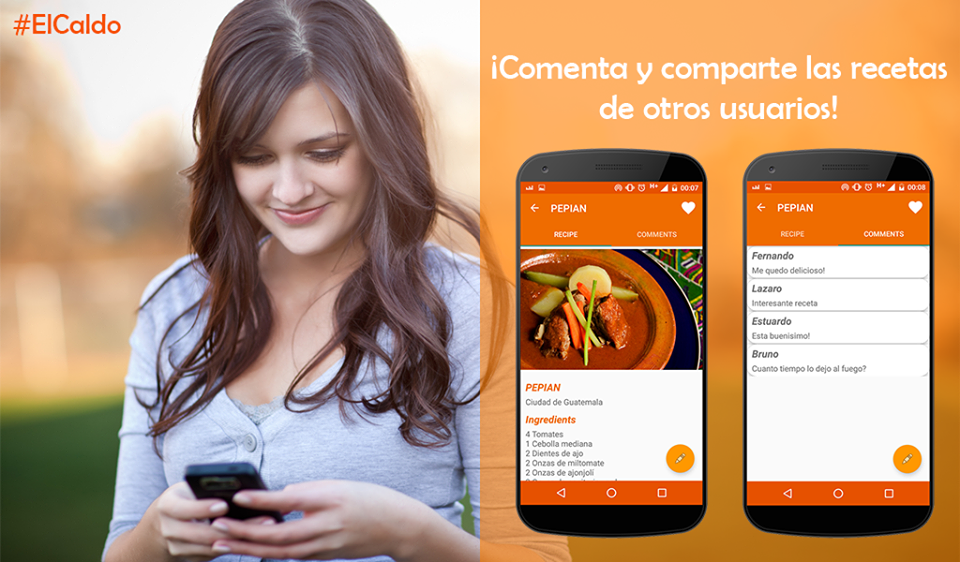 #ElCaldo
¡Comenta y comparte las recetas
de otros usuarios!
H+ 00:07
PEPIAN
RECIPE COMMENTS
PEPIAN
Ciudad de Guatemala
Ingredients
4 Tomates
1 Cebolla mediana
2 Dientes de ajo
2 Onzas de miltomate
2 Onzas de ajonjolí
H+ 00:08
PEPIAN
RECIPE COMMENTS
Fernando
Me quedo delicioso!
Lazaro
Interesante receta
Estuardo
Esta buenisimo!
Bruno
Cuanto tiempo lo dejo al fuego?